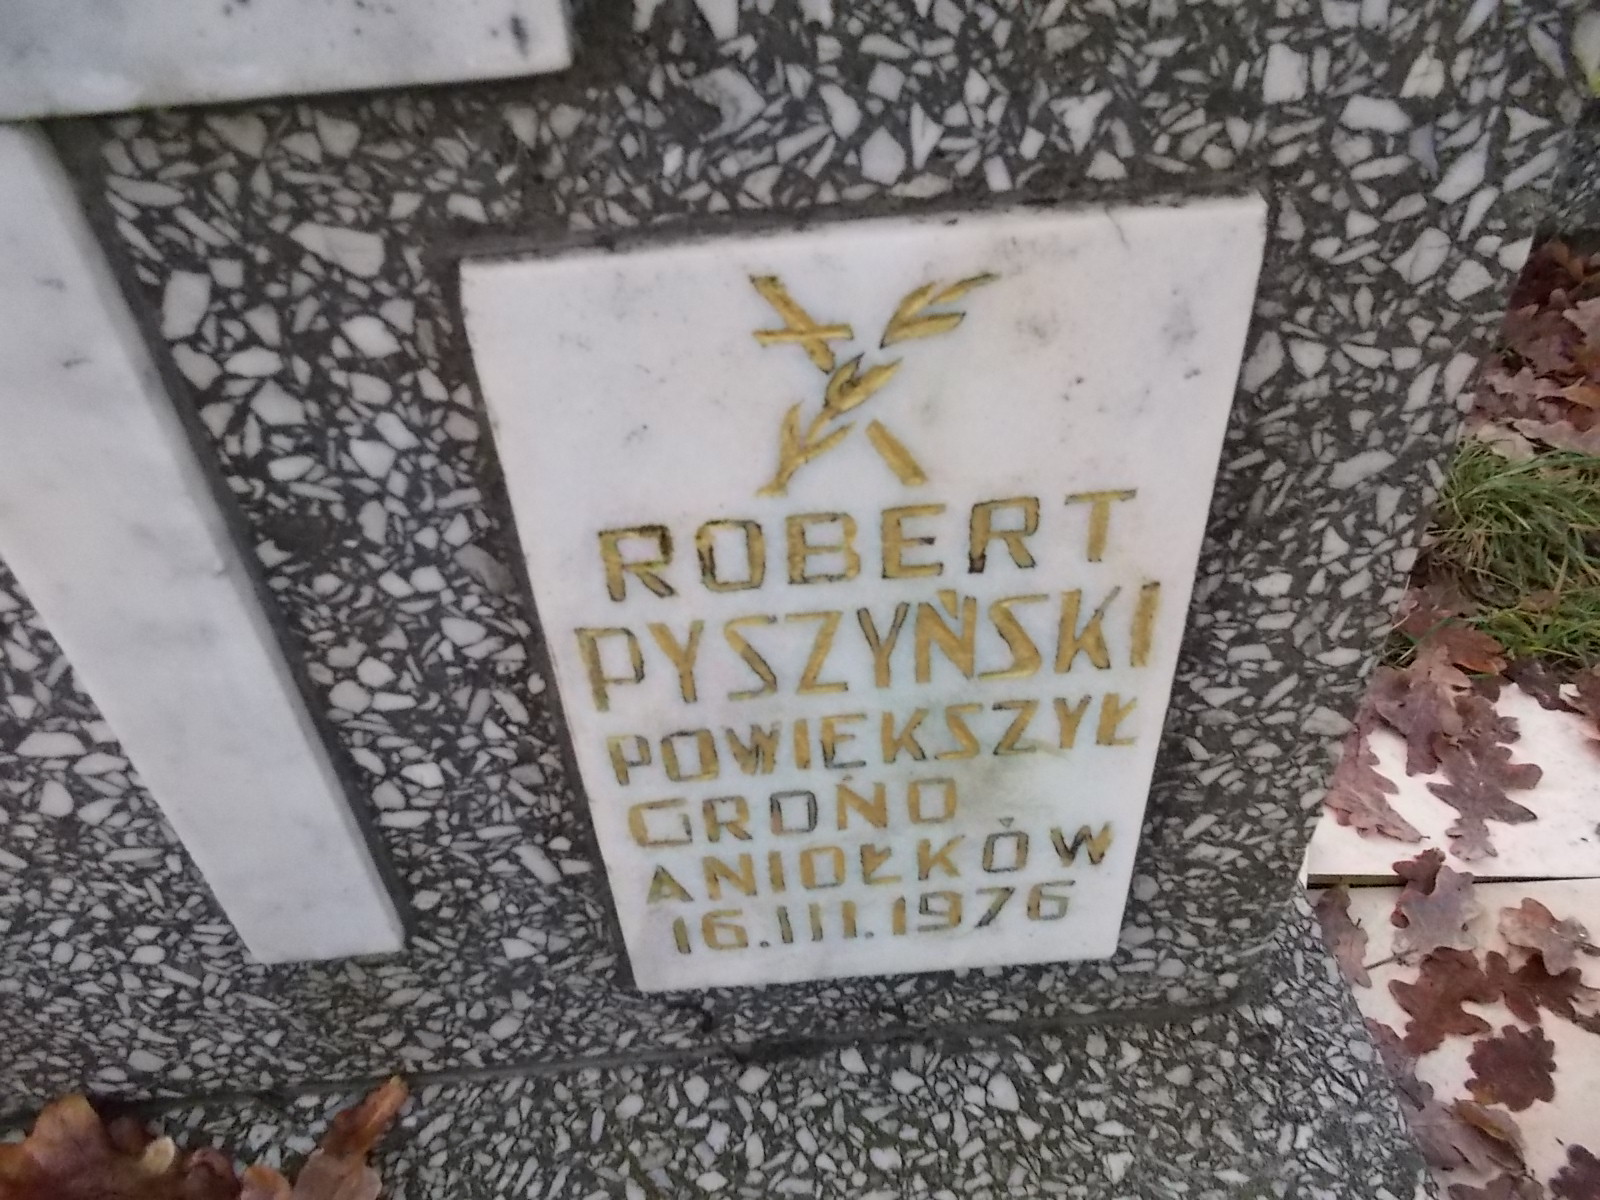 ROBERT
PYSZYŃSKI
POWIEKSZYŁ
GROŃO
ANIOŁKÓW
16.III.1976